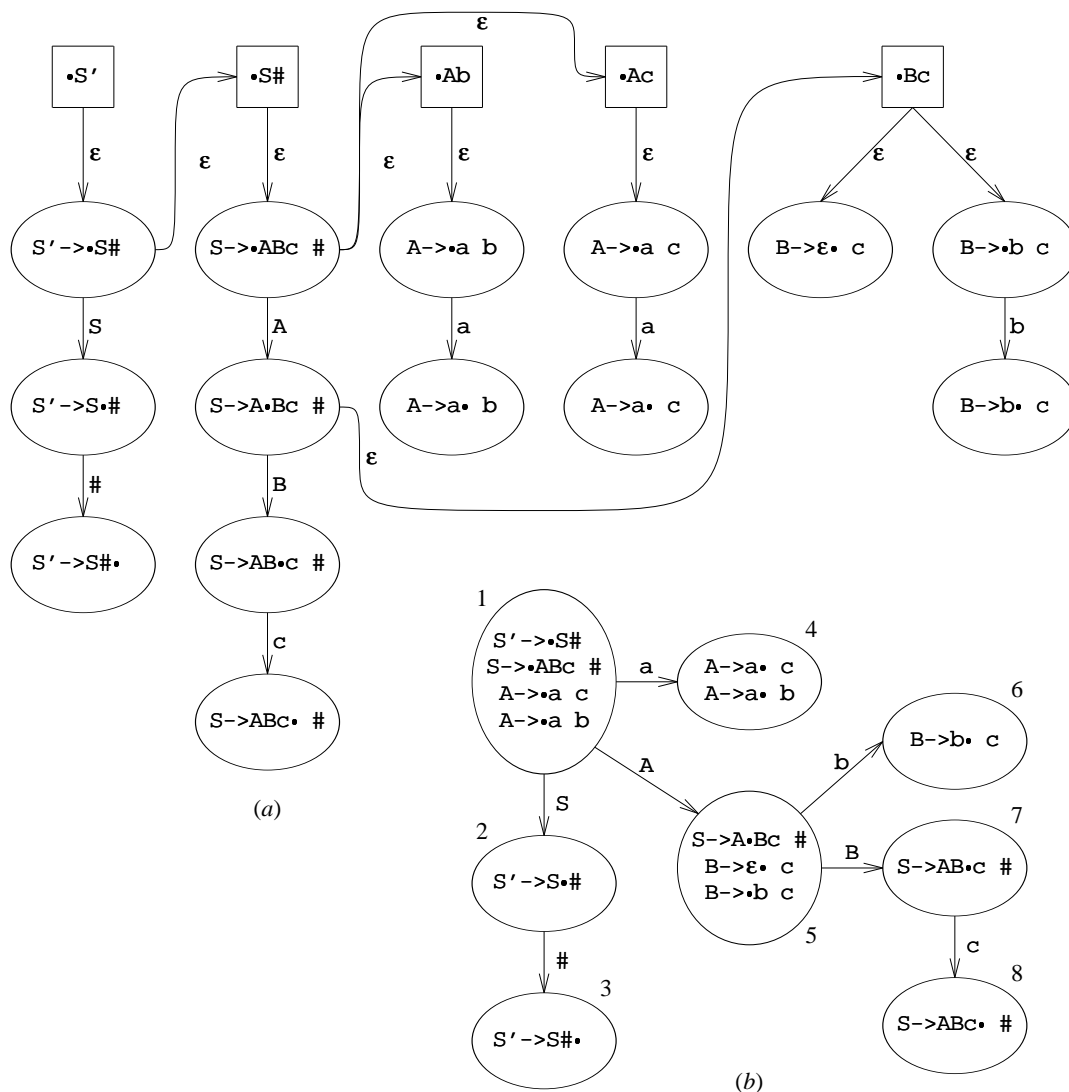 ε
•S' •S# •Ab •Ac •Bc
ε ε ε ε ε ε ε ε
S'->•S# S->•ABc # A->•a b A->•a c B->ε• c B->•b c
S A a a b
S'->S•# S->A•Bc # A->a• b A->a• c B->b• c
ε
# B
S'->S#• S->AB•c #
c
S->ABc• #
(a)
1
S'->•S#
S->•ABc #
A->•a c
A->•a b
a
4
A->a• c
A->a• b
A
S
2
S'->S•#
#
3
S'->S#•
S->A•Bc #
B->ε• c
B->•b c
5
b
6
B->b• c
B
7
S->AB•c #
c
8
S->ABc• #
(b)